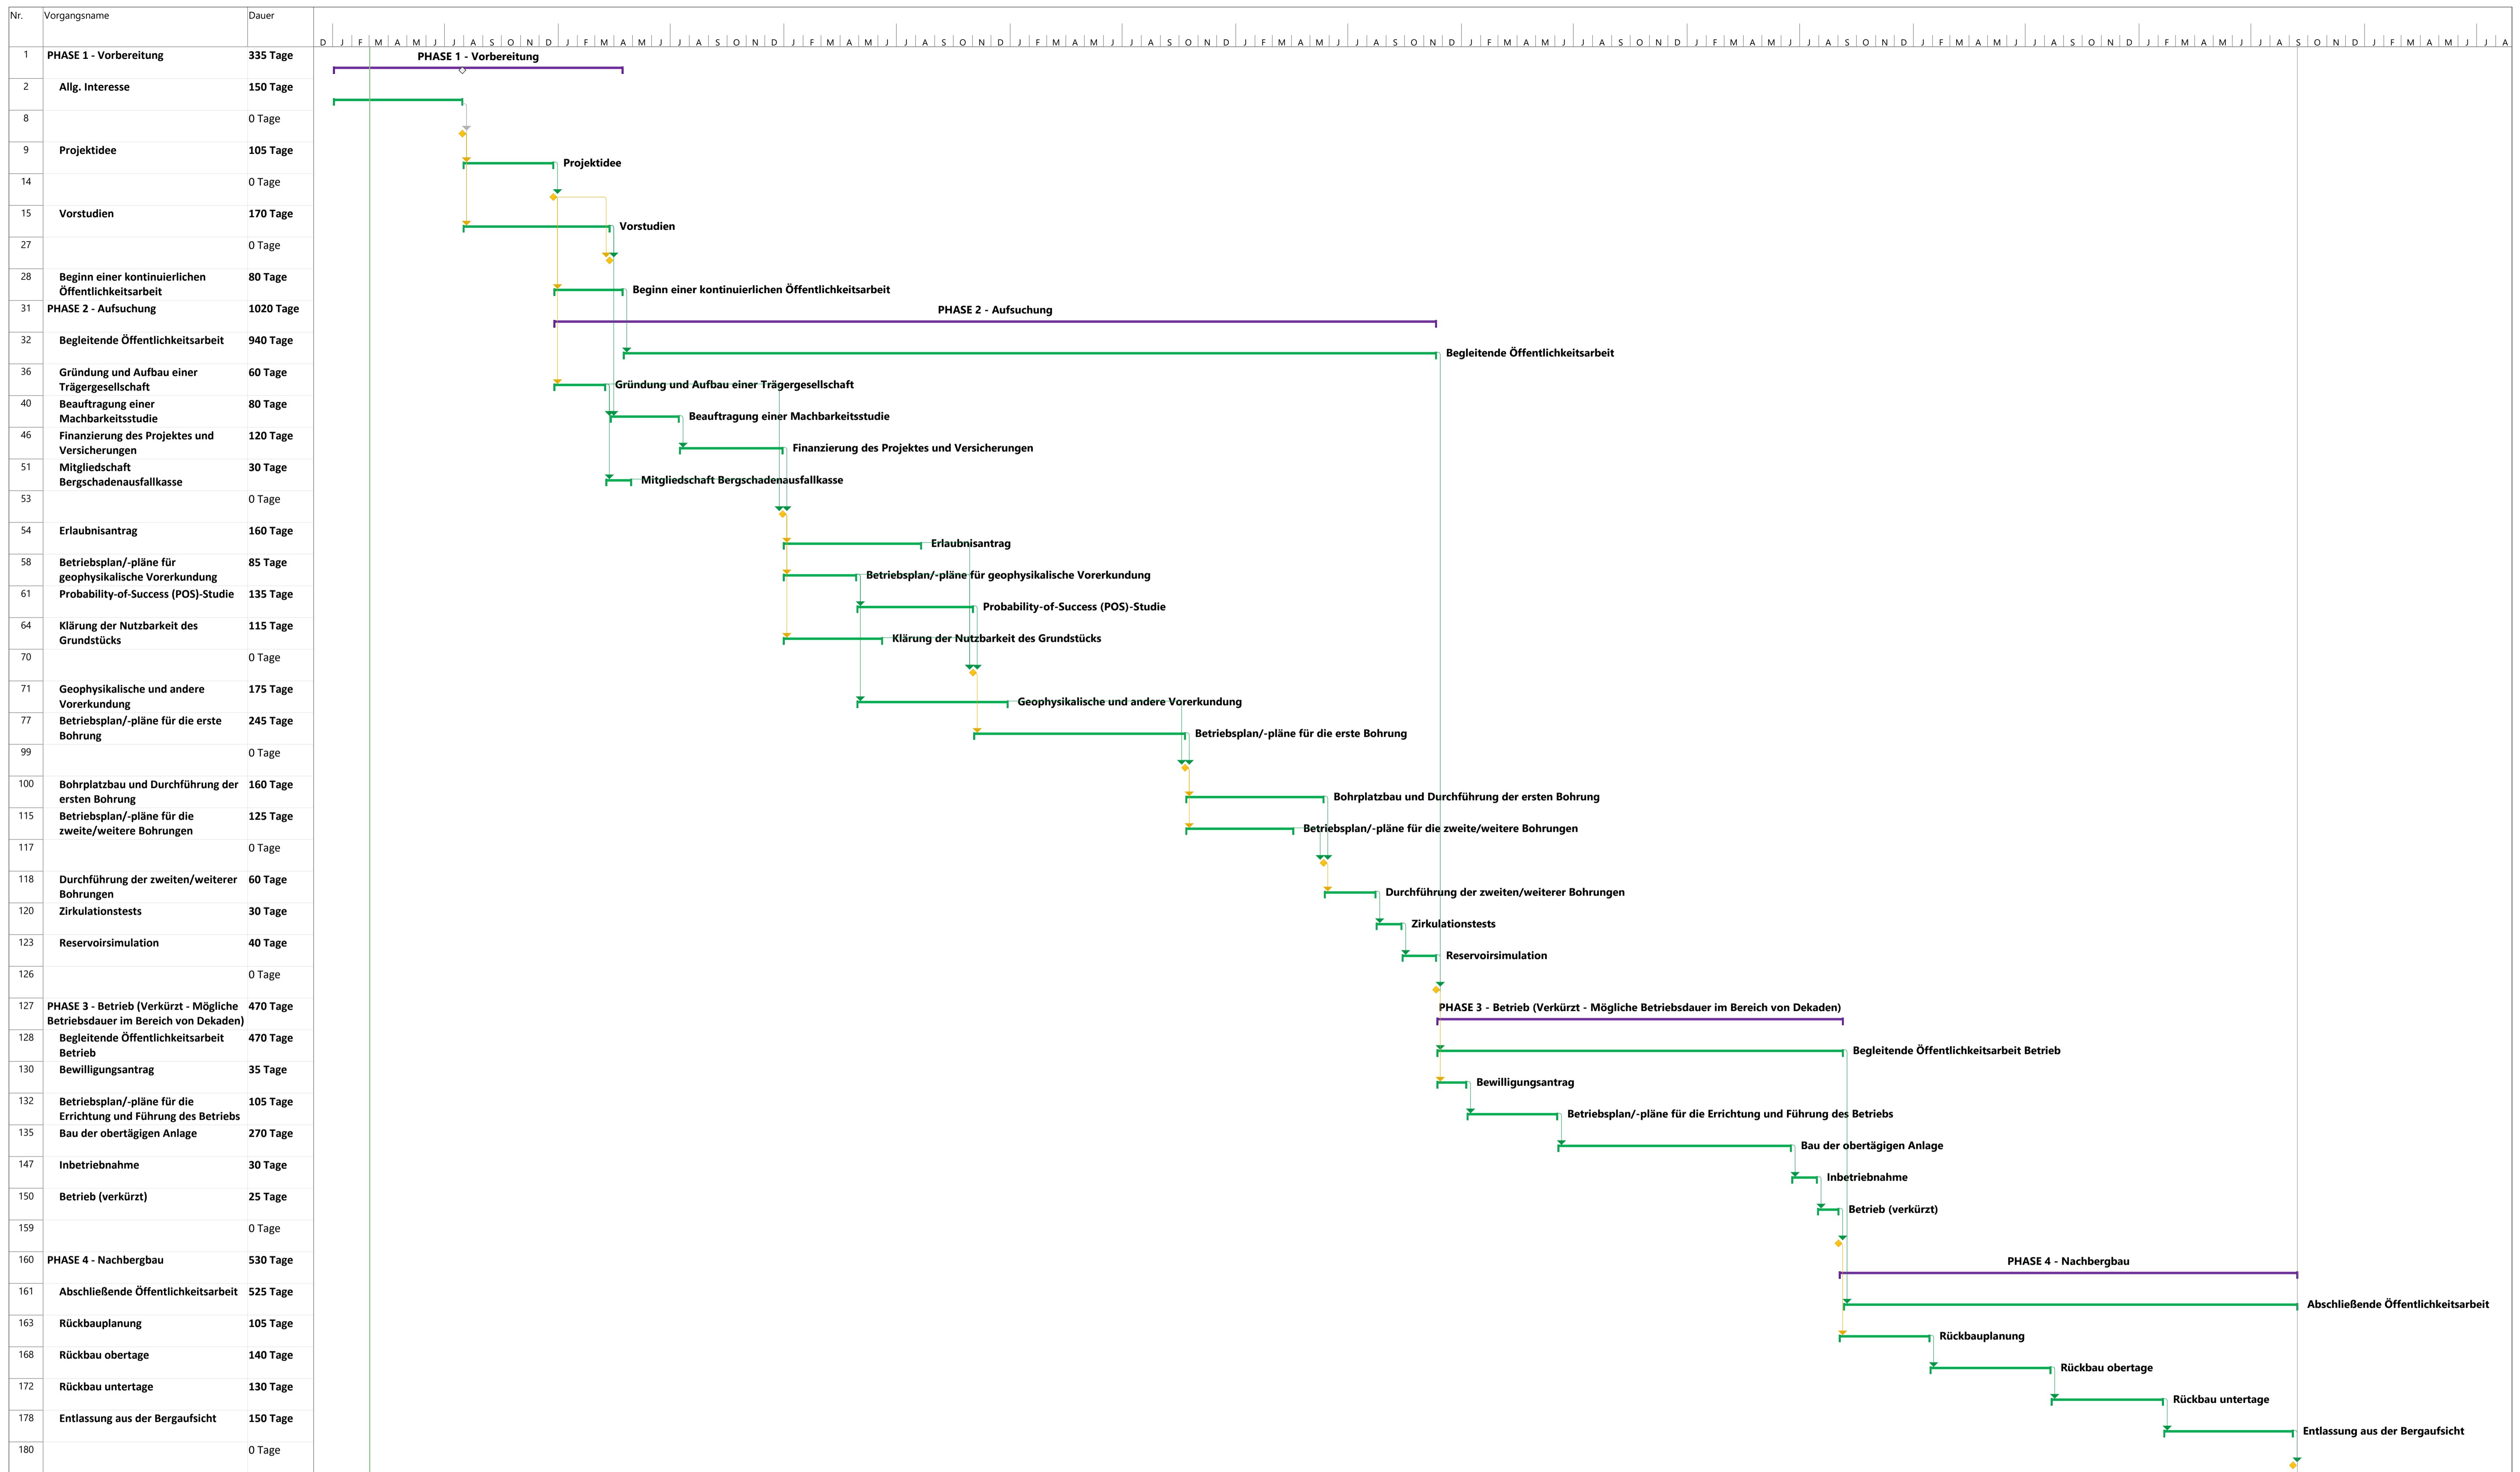 Nr. Vorgangsname Dauer
D J F M A M J J A S O N D J F M A M J J A S O N D J F M A M J J A S O N D J F M A M J J A S O N D J F M A M J J A S O N D J F M A M J J A S O N D J F M A M J J A S O N D J F M A M J J A S O N D J F M A M J J A S O N D J F M A M J J A
1 PHASE 1 - Vorbereitung 335 Tage PHASE 1 - Vorbereitung
2 Allg. Interesse 150 Tage
8 0 Tage
9 Projektidee 105 Tage
Projektidee
14 0 Tage
15 Vorstudien 170 Tage
Vorstudien
27 0 Tage
28 Beginn einer kontinuierlichen 80 Tage
Öffentlichkeitsarbeit Beginn einer kontinuierlichen Öffentlichkeitsarbeit
31 PHASE 2 - Aufsuchung 1020 Tage PHASE 2 - Aufsuchung
32 Begleitende Öffentlichkeitsarbeit 940 Tage
Begleitende Öffentlichkeitsarbeit
36 Gründung und Aufbau einer 60 Tage
Trägergesellschaft Gründung und Aufbau einer Trägergesellschaft
40 Beauftragung einer 80 Tage
Machbarkeitsstudie Beauftragung einer Machbarkeitsstudie
46 Finanzierung des Projektes und 120 Tage
Versicherungen Finanzierung des Projektes und Versicherungen
51 Mitgliedschaft 30 Tage
Bergschadenausfallkasse Mitgliedschaft Bergschadenausfallkasse
53 0 Tage
54 Erlaubnisantrag 160 Tage
Erlaubnisantrag
58 Betriebsplan/-pläne für 85 Tage
geophysikalische Vorerkundung Betriebsplan/-pläne für geophysikalische Vorerkundung
61 Probability-of-Success (POS)-Studie 135 Tage
Probability-of-Success (POS)-Studie
64 Klärung der Nutzbarkeit des 115 Tage
Grundstücks Klärung der Nutzbarkeit des Grundstücks
70 0 Tage
71 Geophysikalische und andere 175 Tage
Vorerkundung Geophysikalische und andere Vorerkundung
77 Betriebsplan/-pläne für die erste 245 Tage
Bohrung Betriebsplan/-pläne für die erste Bohrung
99 0 Tage
100 Bohrplatzbau und Durchführung der 160 Tage
ersten Bohrung Bohrplatzbau und Durchführung der ersten Bohrung
115 Betriebsplan/-pläne für die 125 Tage
zweite/weitere Bohrungen Betriebsplan/-pläne für die zweite/weitere Bohrungen
117 0 Tage
118 Durchführung der zweiten/weiterer 60 Tage
Bohrungen Durchführung der zweiten/weiterer Bohrungen
120 Zirkulationstests 30 Tage
Zirkulationstests
123 Reservoirsimulation 40 Tage
Reservoirsimulation
126 0 Tage
127 PHASE 3 - Betrieb (Verkürzt - Mögliche 470 Tage PHASE 3 - Betrieb (Verkürzt - Mögliche Betriebsdauer im Bereich von Dekaden)
Betriebsdauer im Bereich von Dekaden)
128 Begleitende Öffentlichkeitsarbeit 470 Tage
Betrieb Begleitende Öffentlichkeitsarbeit Betrieb
130 Bewilligungsantrag 35 Tage
Bewilligungsantrag
132 Betriebsplan/-pläne für die 105 Tage
Errichtung und Führung des Betriebs Betriebsplan/-pläne für die Errichtung und Führung des Betriebs
135 Bau der obertägigen Anlage 270 Tage
Bau der obertägigen Anlage
147 Inbetriebnahme 30 Tage
Inbetriebnahme
150 Betrieb (verkürzt) 25 Tage
Betrieb (verkürzt)
159 0 Tage
160 PHASE 4 - Nachbergbau 530 Tage PHASE 4 - Nachbergbau
161 Abschließende Öffentlichkeitsarbeit 525 Tage
Abschließende Öffentlichkeitsarbeit
163 Rückbauplanung 105 Tage
Rückbauplanung
168 Rückbau obertage 140 Tage
Rückbau obertage
172 Rückbau untertage 130 Tage
Rückbau untertage
178 Entlassung aus der Bergaufsicht 150 Tage
Entlassung aus der Bergaufsicht
180 0 Tage